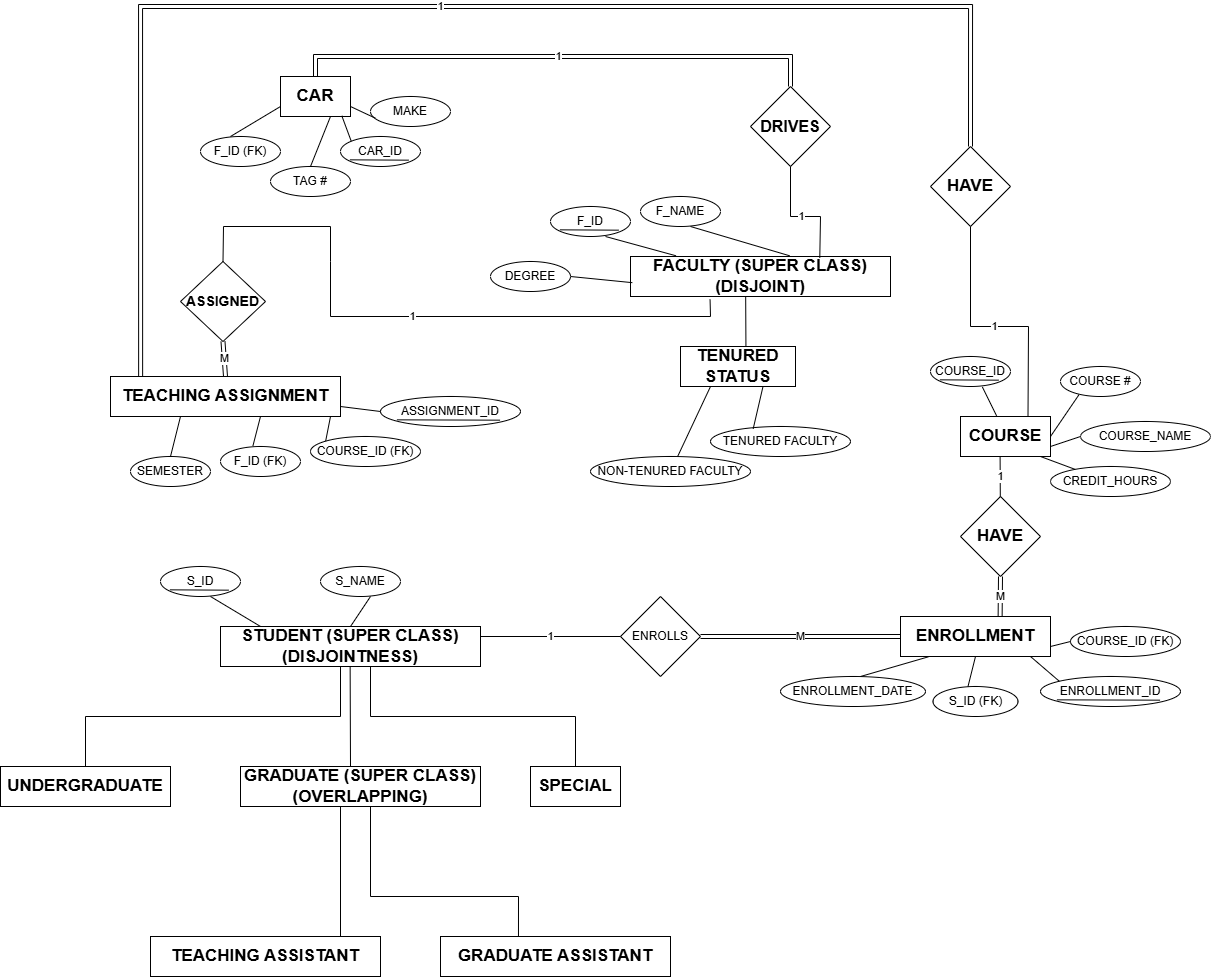 1
1
CAR
MAKE
F_ID (FK)
CAR_ID
TAG #
DRIVES
HAVE
F_ID
F_NAME
1
FACULTY (SUPER CLASS)
(DISJOINT)
DEGREE
ASSIGNED
1
1
M
TENURED
STATUS
TEACHING ASSIGNMENT
ASSIGNMENT_ID
SEMESTER
F_ID (FK)
COURSE_ID (FK)
TENURED FACULTY
NON-TENURED FACULTY
COURSE_ID
COURSE #
COURSE
COURSE_NAME
CREDIT_HOURS
1
HAVE
M
S_ID
S_NAME
STUDENT (SUPER CLASS)
(DISJOINTNESS)
1
ENROLLS
M
ENROLLMENT
COURSE_ID (FK)
ENROLLMENT_DATE
S_ID (FK)
ENROLLMENT_ID
UNDERGRADUATE
GRADUATE (SUPER CLASS)
(OVERLAPPING)
SPECIAL
TEACHING ASSISTANT
GRADUATE ASSISTANT